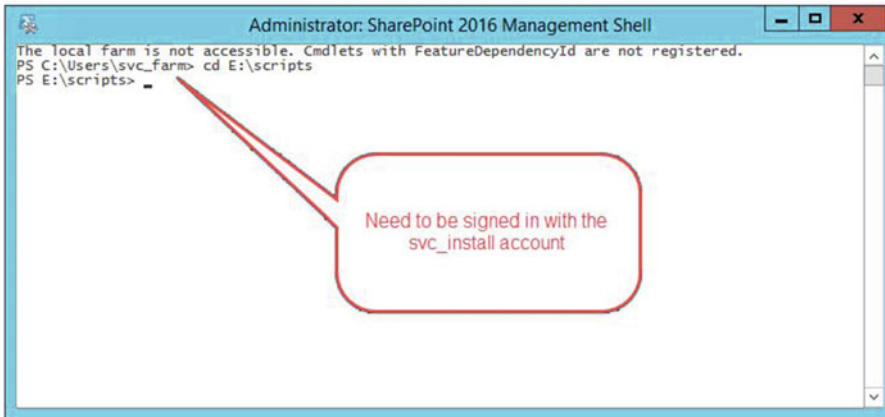 Administrator: SharePoint 2016 Management Shell
The local farm is not accessible. Cmdlets with FeatureDependencyId are not registered.
PS C:\Users\svc_farm> cd E:\scripts
PS E:\scripts> _
Need to be signed in with the
svc_install account